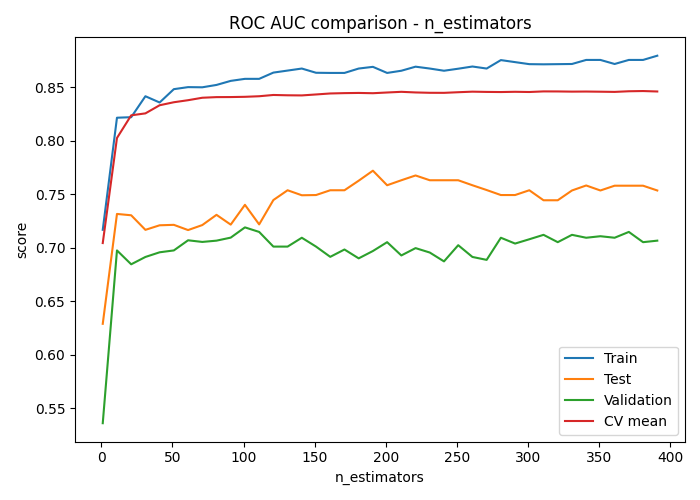 ROC AUC comparison - n_estimators
score
0.85
0.80
0.75
0.70
0.65
0.60
0.55
Train
Test
Validation
CV mean
0 50 100 150 200 250 300 350 400
n_estimators